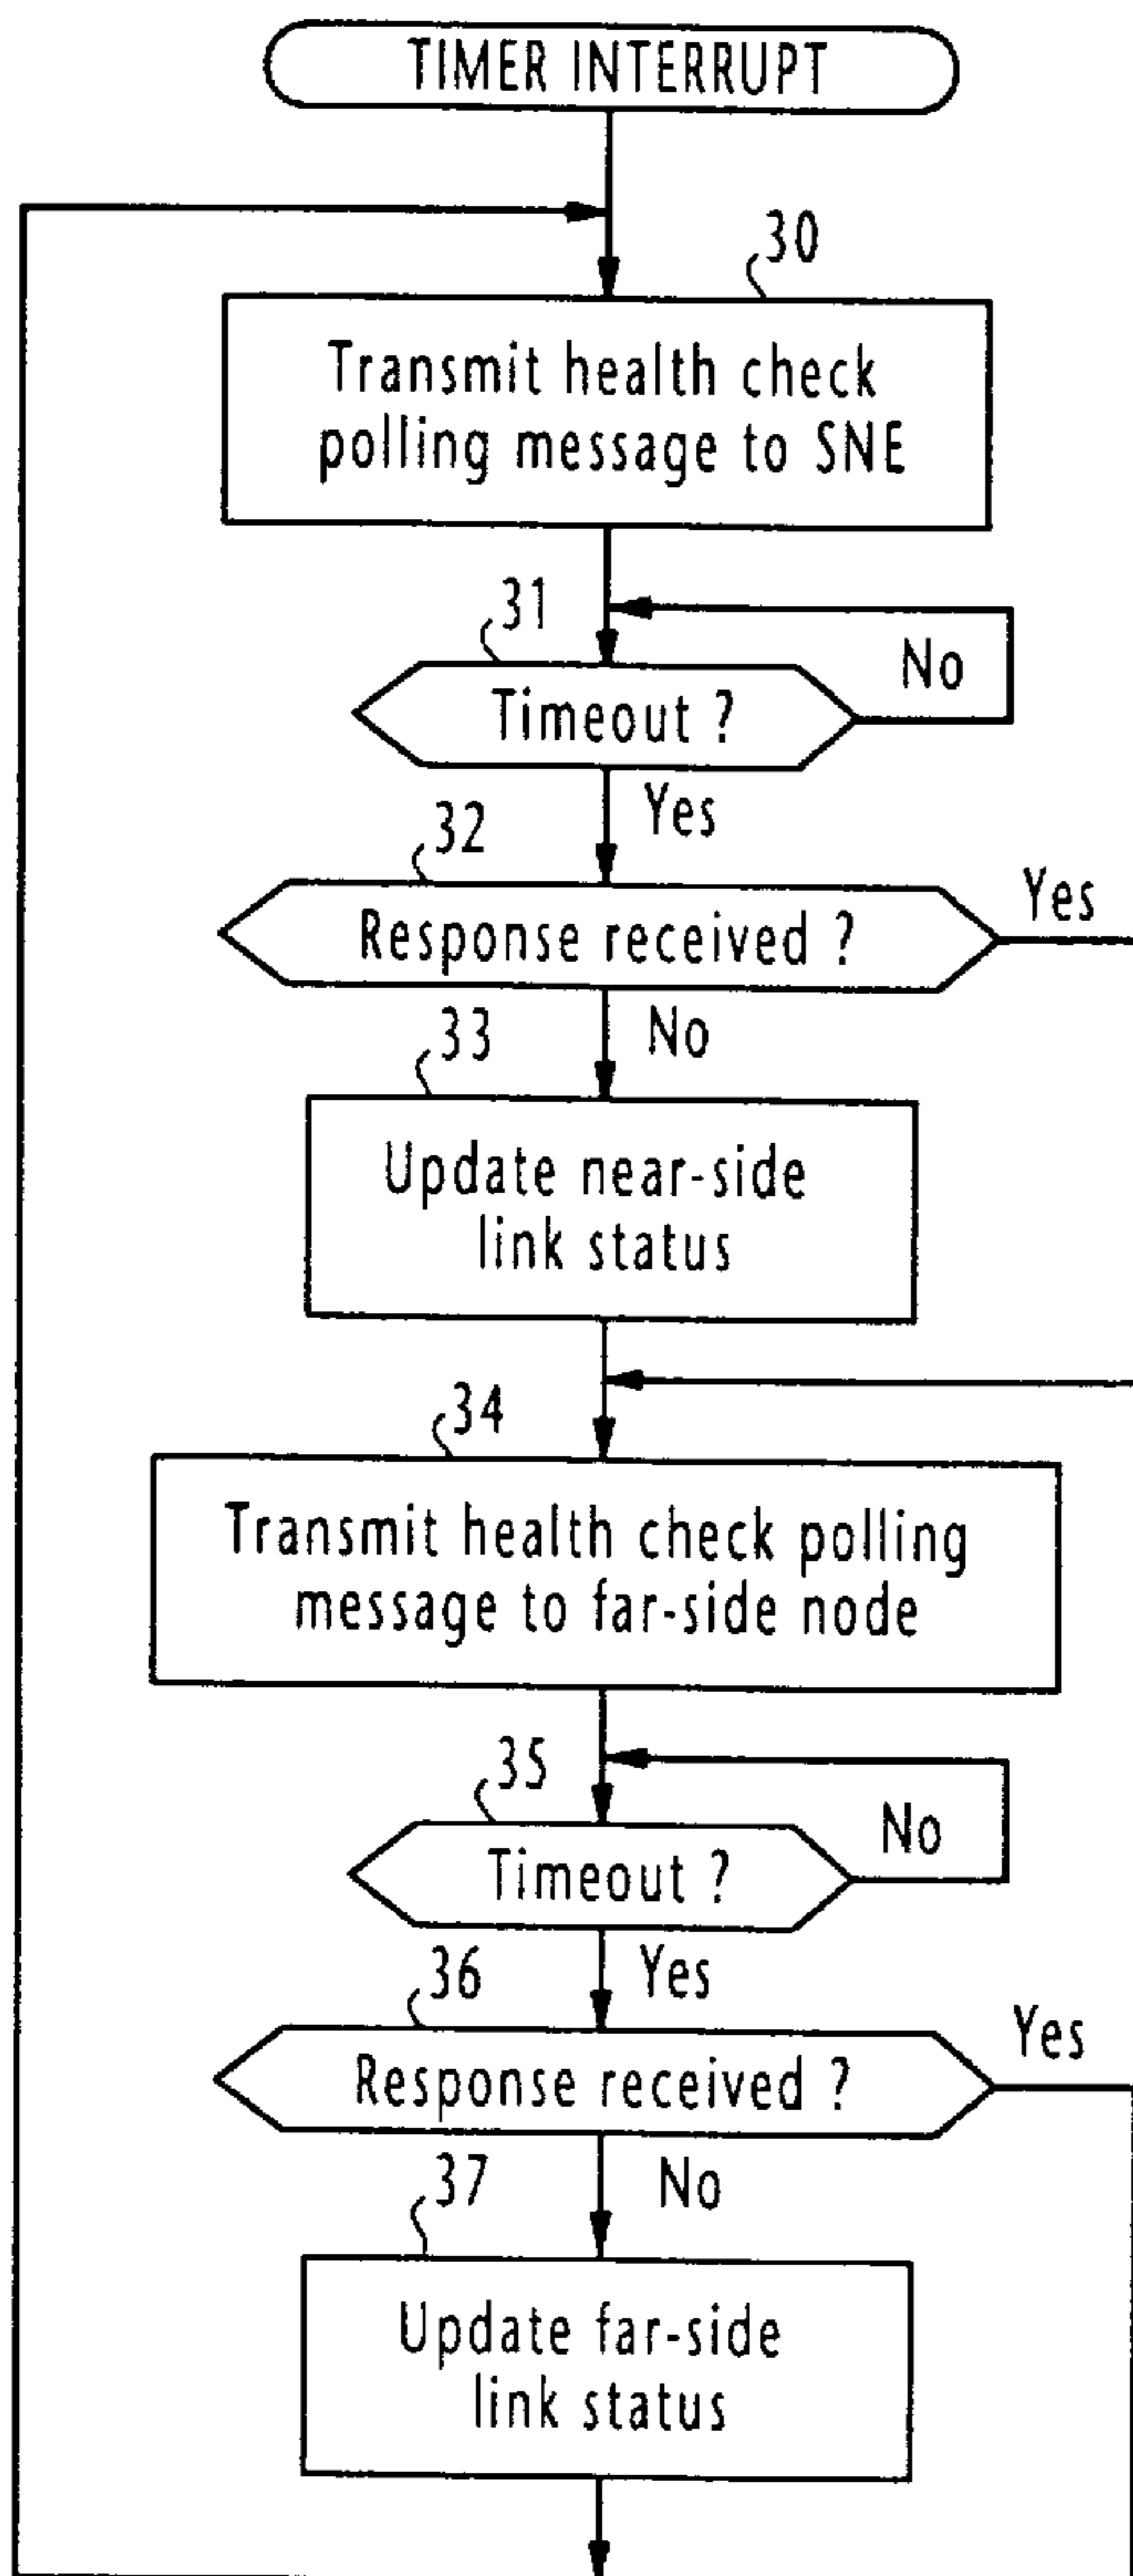 TIMER INTERRUPT
30
Transmit health check
polling message to SNE
31
No
Timeout ?
Yes
32
Yes
Response received ?
No
33
Update near-side
link status
34
Transmit health check polling
message to far-side node
35
No
Timeout ?
Yes
36
Yes
Response received ?
No
37
Update far-side
link status